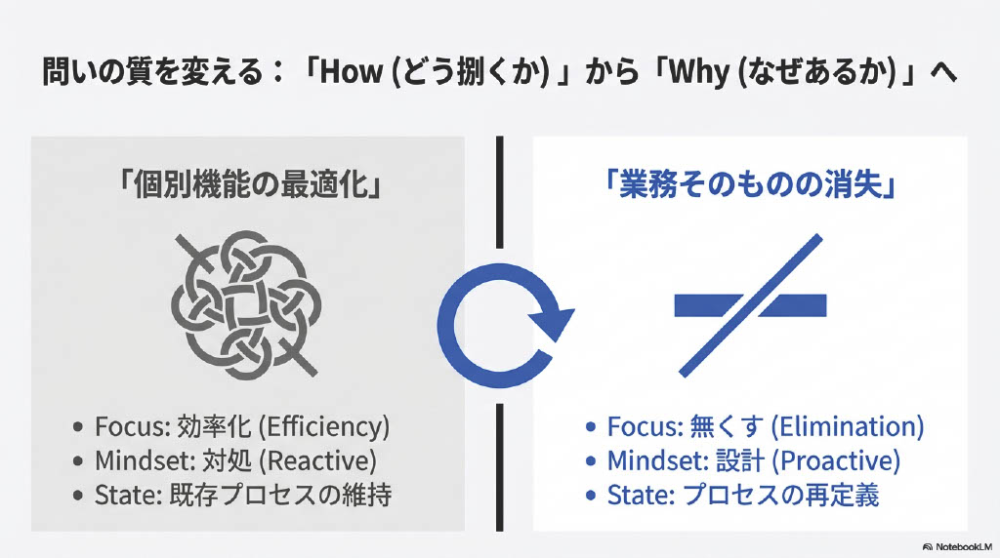 問いの質を変える：「How (どう捌くか) 」から「Why (なぜあるか) 」へ
「個別機能の最適化」
• Focus: 効率化 (Efficiency)
• Mindset: 対処 (Reactive)
• State: 既存プロセスの維持
「業務そのものの消失」
• Focus: 無くす (Elimination)
• Mindset: 設計 (Proactive)
• State: プロセスの再定義
NotebookLM